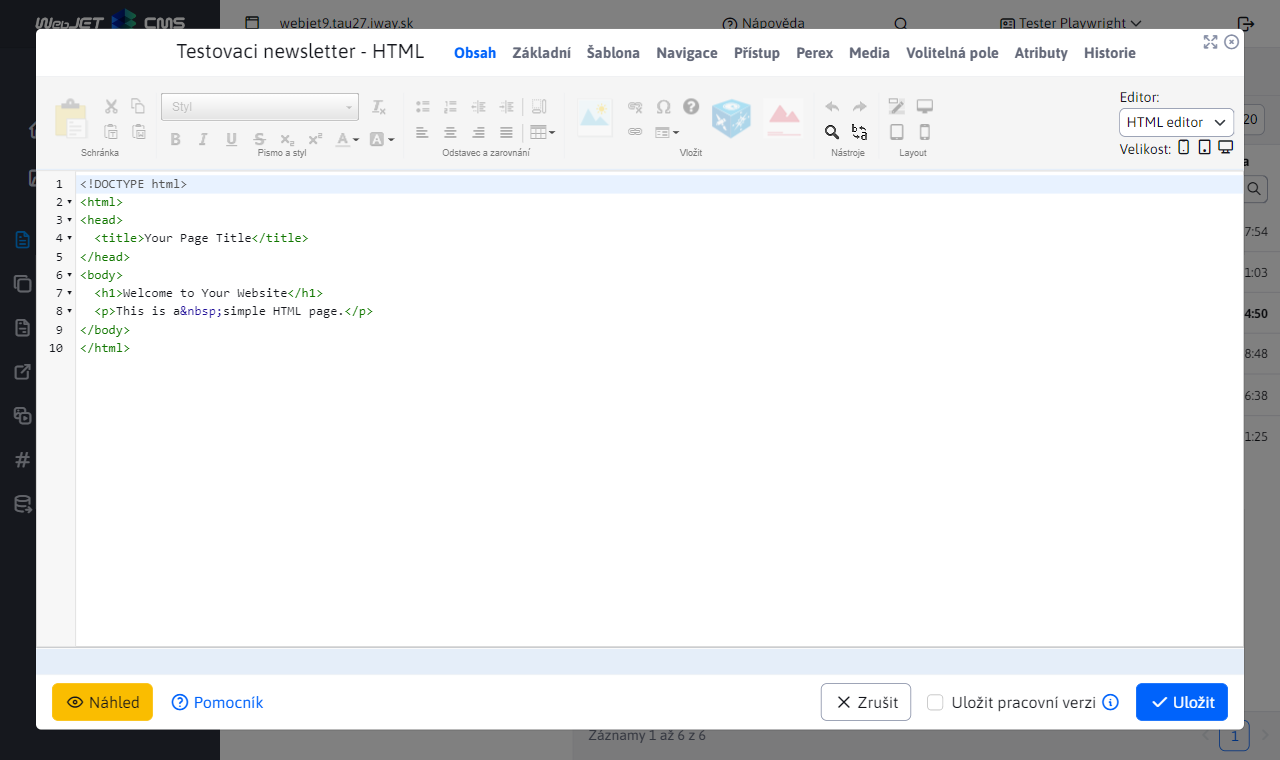 WebJET CMS
webjet9.tau27.iway.sk
Nápověda
Tester Playwright
Testovaci newsletter - HTML
Obsah
Základní
Šablona
Navigace
Přístup
Perex
Media
Volitelná pole
Atributy
Historie
Styl
Schránka
Písmo a styl
Odstavec a zarovnání
Vložit
Nástroje
Layout
Editor:
HTML editor
Velikost:
20
a
7:54
1:03
4:50
8:48
6:38
1:25
1 <!DOCTYPE html>
2 <html>
3 <head>
4 <title>Your Page Title</title>
5 </head>
6 <body>
7 <h1>Welcome to Your Website</h1>
8 <p>This is a&nbsp;simple HTML page.</p>
9 </body>
10 </html>
Náhled
Pomocník
Zrušit
Uložit pracovní verzi
Uložit
Záznamy 1 až 6 z 6
1